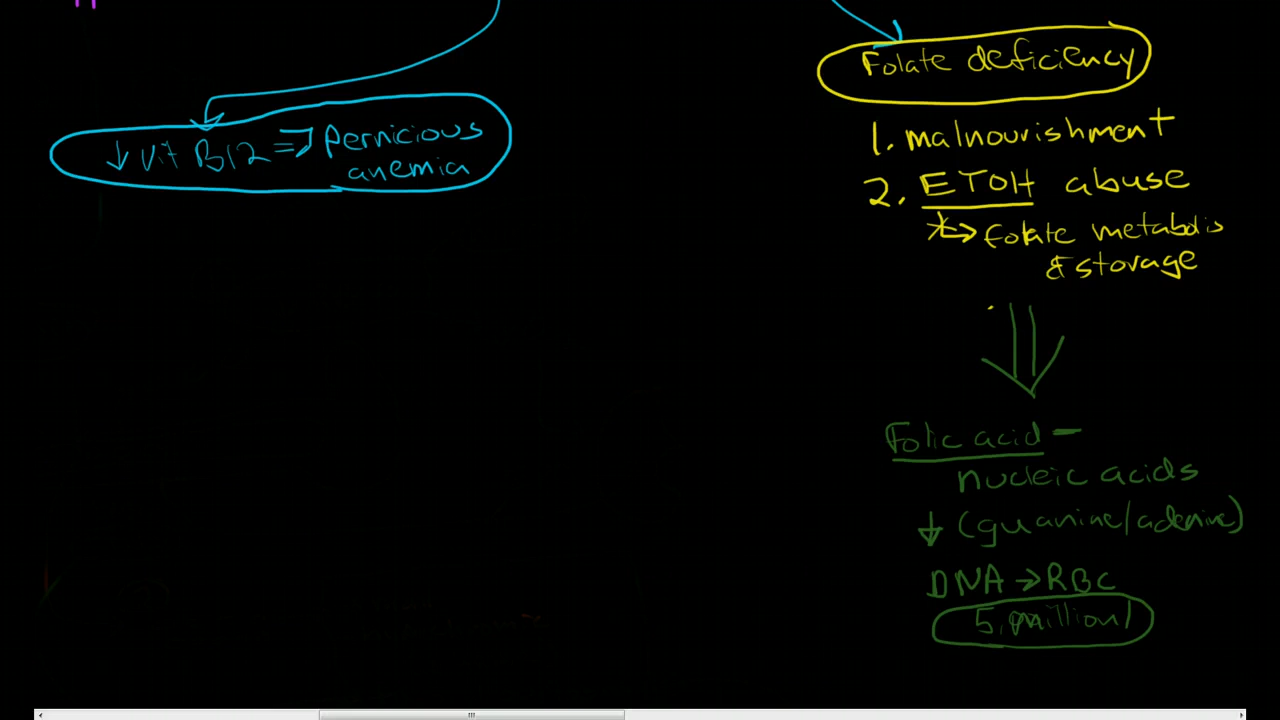 ↓ Vit B12 => pernicious
anemia
Folate deficiency
1. malnourishment
2. ETOH abuse
folate metabolis
& storage
Folic acid -
nucleic acids
↓ (guanine/adenine)
DNA → RBC
5 million/